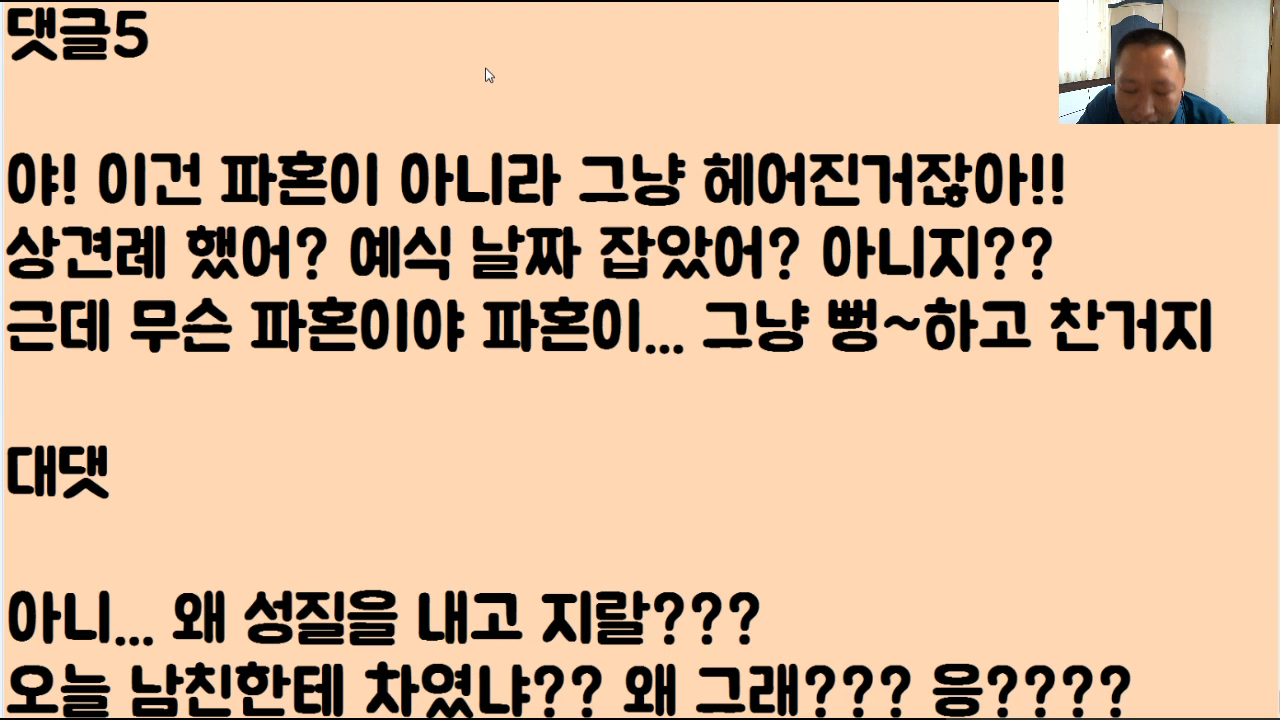 댓글5
야! 이건 파혼이 아니라 그냥 헤어진거잖아!!
상견례 했어? 예식 날짜 잡았어? 아니지??
근데 무슨 파혼이야 파혼이... 그냥 뻥~하고 찬거지
대댓
아니... 왜 성질을 내고 지랄???
오늘 남친한테 차였냐?? 왜 그래??? 응????